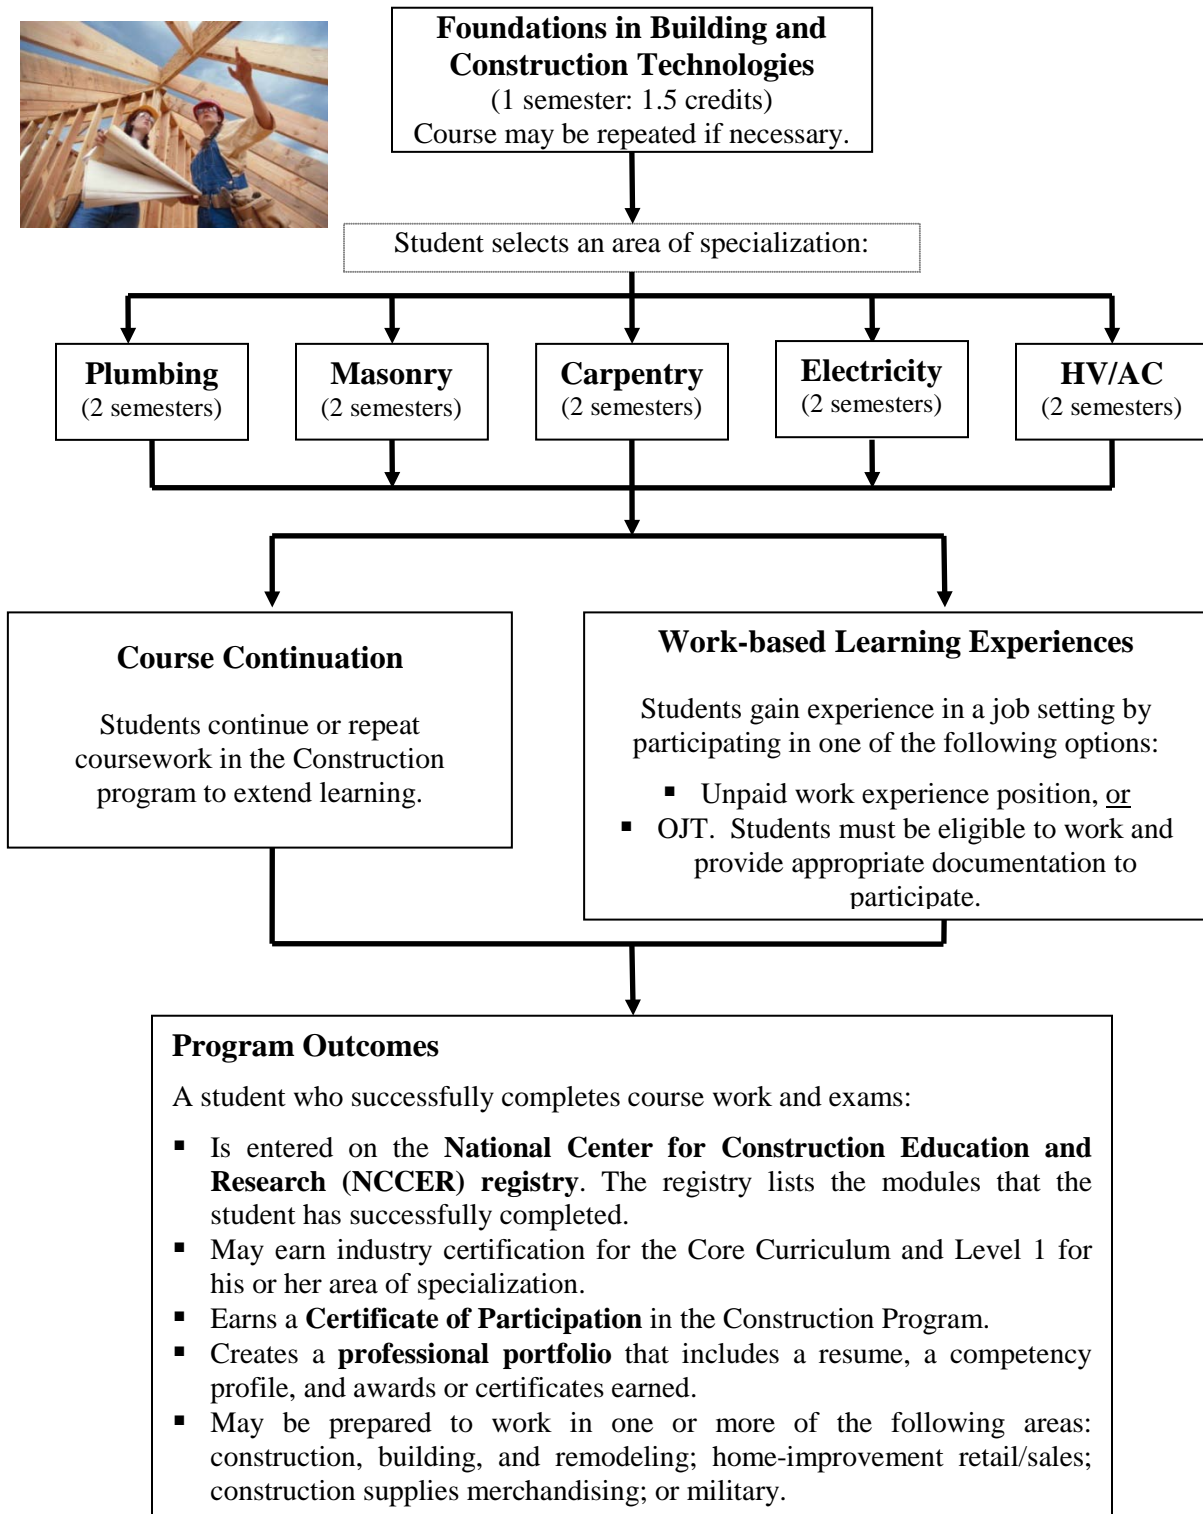 Foundations in Building and
Construction Technologies
(1 semester: 1.5 credits)
Course may be repeated if necessary.
Student selects an area of specialization:
Plumbing
(2 semesters)
Masonry
(2 semesters)
Carpentry
(2 semesters)
Electricity
(2 semesters)
HV/AC
(2 semesters)
Course Continuation
Students continue or repeat
coursework in the Construction
program to extend learning.
Work-based Learning Experiences
Students gain experience in a job setting by
participating in one of the following options:
▪ Unpaid work experience position, or
▪ OJT. Students must be eligible to work and
provide appropriate documentation to
participate.
Program Outcomes
A student who successfully completes course work and exams:
▪ Is entered on the National Center for Construction Education and
Research (NCCER) registry. The registry lists the modules that the
student has successfully completed.
▪ May earn industry certification for the Core Curriculum and Level 1 for
his or her area of specialization.
▪ Earns a Certificate of Participation in the Construction Program.
▪ Creates a professional portfolio that includes a resume, a competency
profile, and awards or certificates earned.
▪ May be prepared to work in one or more of the following areas:
construction, building, and remodeling; home-improvement retail/sales;
construction supplies merchandising; or military.